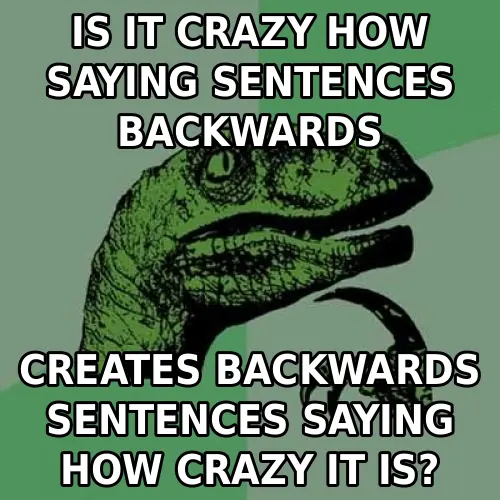 IS IT CRAZY HOW
SAYING SENTENCES
BACKWARDS
CREATES BACKWARDS
SENTENCES SAYING
HOW CRAZY IT IS?